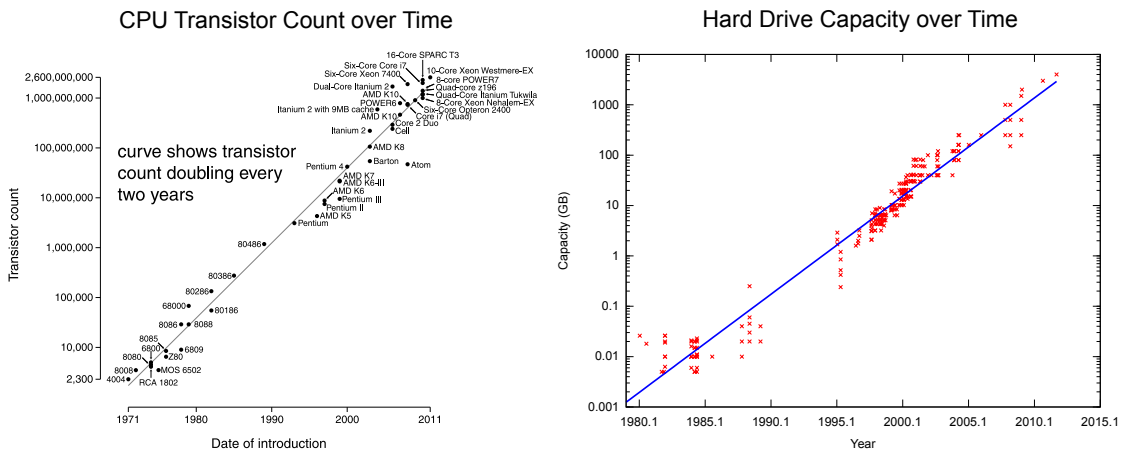 CPU Transistor Count over Time
16-Core SPARC T3
Six-Core Core i7
Six-Core Xeon 7400
10-Core Xeon Westmere-EX
Dual-Core Itanium 2
8-core POWER7
Quad-core z196
AMD K10
Quad-Core Itanium Tukwila
POWER6
8-Core Xeon Nehalem-EX
Itanium 2 with 9MB cache
Six-Core Opteron 2400
AMD K10
Core i7 (Quad)
Core 2 Duo
Itanium 2
Cell
AMD K8
curve shows transistor
count doubling every
two years
Pentium 4
Barton
Atom
AMD K7
AMD K6-III
AMD K6
Pentium III
Pentium II
AMD K5
Pentium
80486
80386
80286
68000
80186
8086
8088
8085
6800
6809
8080
Z80
8008
MOS 6502
4004
RCA 1802
2,600,000,000
1,000,000,000
100,000,000
10,000,000
1,000,000
100,000
10,000
2,300
Transistor count
1971
1980
1990
2000
2011
Date of introduction
Hard Drive Capacity over Time
10000
1000
100
10
1
0.1
0.01
0.001
Capacity (GB)
1980.1
1985.1
1990.1
1995.1
2000.1
2005.1
2010.1
2015.1
Year